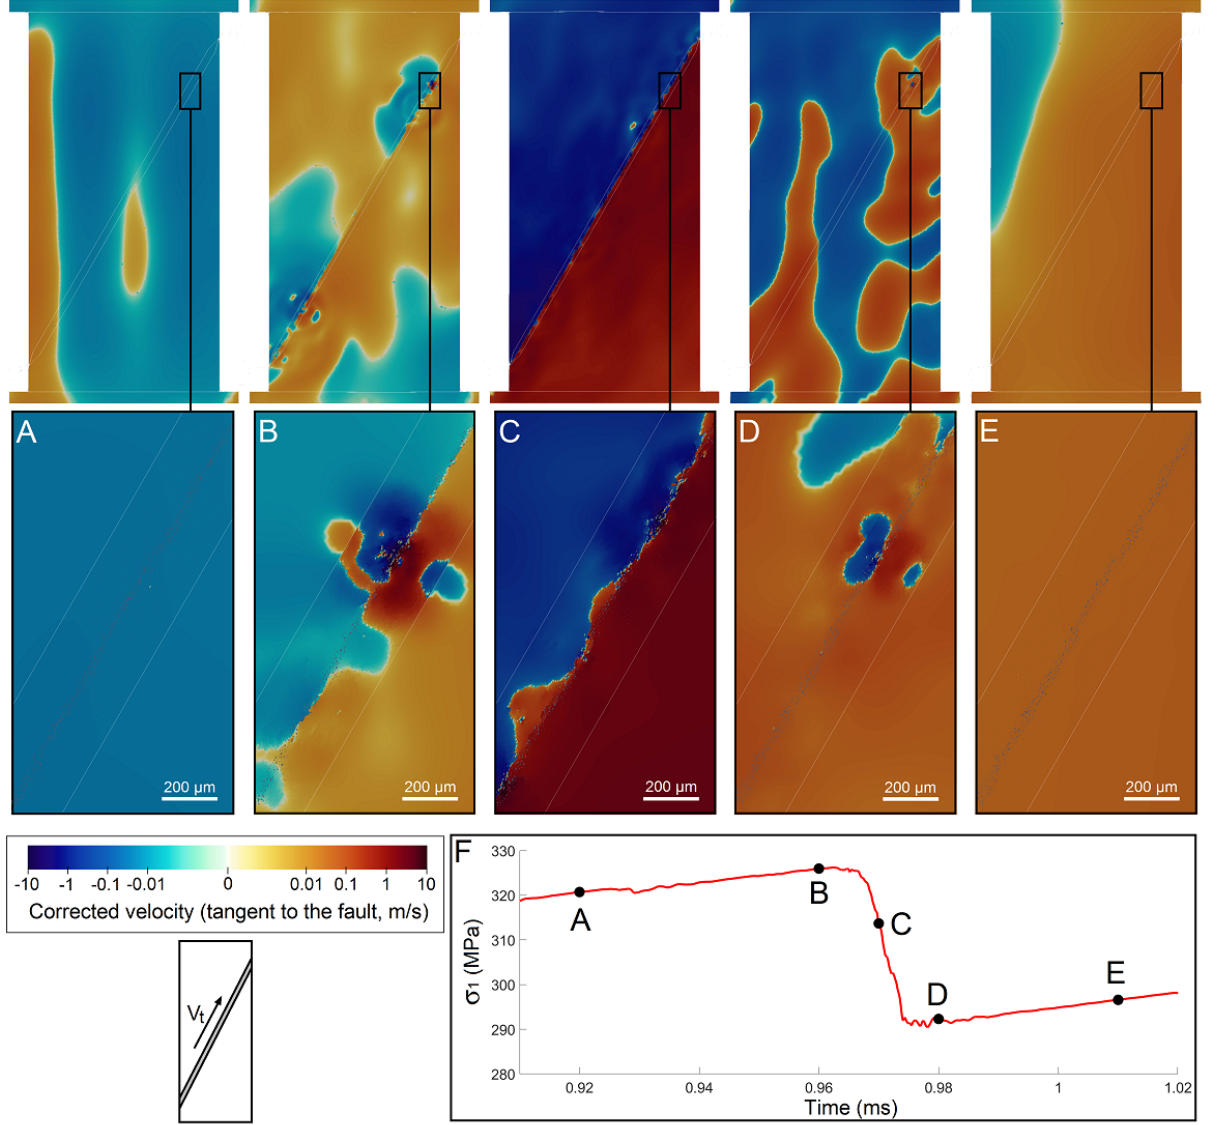 A
B
C
D
E
200 µm
200 µm
200 µm
200 µm
200 µm
-10 -1 -0.1 -0.01 0 0.01 0.1 1 10
Corrected velocity (tangent to the fault, m/s)
Vt
F
330
320
310
300
290
280
σ1 (MPa)
A
B
C
D
E
0.92 0.94 0.96 0.98 1 1.02
Time (ms)